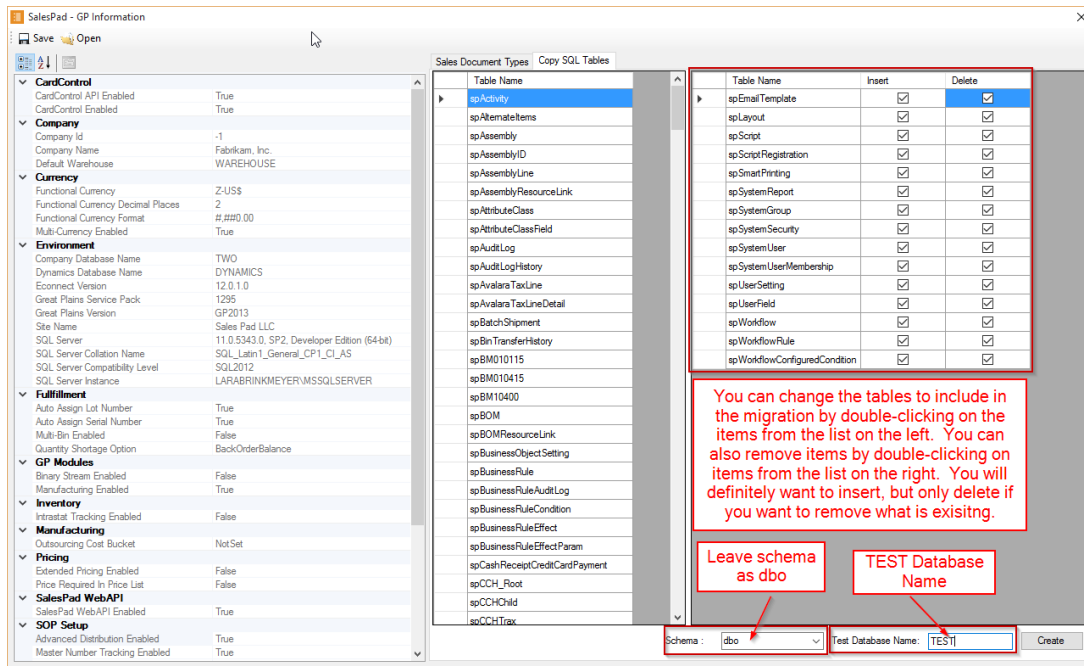 SalesPad - GP Information
Save Open
CardControl
CardControl API Enabled True
CardControl Enabled True
Company
Company Id -1
Company Name Fabrikam, Inc.
Default Warehouse WAREHOUSE
Currency
Functional Currency Z-US$
Functional Currency Decimal Places 2
Functional Currency Format #,##0.00
Multi-Currency Enabled True
Environment
Company Database Name TWO
Dynamics Database Name DYNAMICS
Econnect Version 12.0.1.0
Great Plains Service Pack 1295
Great Plains Version GP2013
Site Name Sales Pad LLC
SQL Server 11.0.5343.0, SP2, Developer Edition (64-bit)
SQL Server Collation Name SQL_Latin1_General_CP1_CI_AS
SQL Server Compatibility Level SQL2012
SQL Server Instance LARABRINKMEYER\MSSQLSERVER
Fullfillment
Auto Assign Lot Number True
Auto Assign Serial Number True
Multi-Bin Enabled False
Quantity Shortage Option BackOrderBalance
GP Modules
Binary Stream Enabled False
Manufacturing Enabled True
Inventory
Intrastat Tracking Enabled False
Manufacturing
Outsourcing Cost Bucket NotSet
Pricing
Extended Pricing Enabled False
Price Required In Price List False
SalesPad WebAPI
SalesPad WebAPI Enabled True
SOP Setup
Advanced Distribution Enabled True
Master Number Tracking Enabled True
Sales Document Types Copy SQL Tables
Table Name
spActivity
spAlternateItems
spAssembly
spAssemblyID
spAssemblyLine
spAssemblyResourceLink
spAttributeClass
spAttributeClassField
spAuditLog
spAuditLogHistory
spAvalaraTaxLine
spAvalaraTaxLineDetail
spBatchShipment
spBinTransferHistory
spBM010115
spBM010415
spBM10400
spBOM
spBOMResourceLink
spBusinessObjectSetting
spBusinessRule
spBusinessRuleAuditLog
spBusinessRuleCondition
spBusinessRuleEffect
spBusinessRuleEffectParam
spCashReceiptCreditCardPayment
spCCH_Root
spCCHChild
spCCHTrax
Table Name Insert Delete
spEmailTemplate
spLayout
spScript
spScriptRegistration
spSmartPrinting
spSystemReport
spSystemGroup
spSystemSecurity
spSystemUser
spSystemUserMembership
spUserSetting
spUserField
spWorkflow
spWorkflowRule
spWorkflowConfiguredCondition
You can change the tables to include in
the migration by double-clicking on the
items from the list on the left. You can
also remove items by double-clicking on
items from the list on the right. You will
definitely want to insert, but only delete if
you want to remove what is exisitng.
Leave schema
as dbo
TEST Database
Name
Schema : dbo Test Database Name: TEST Create